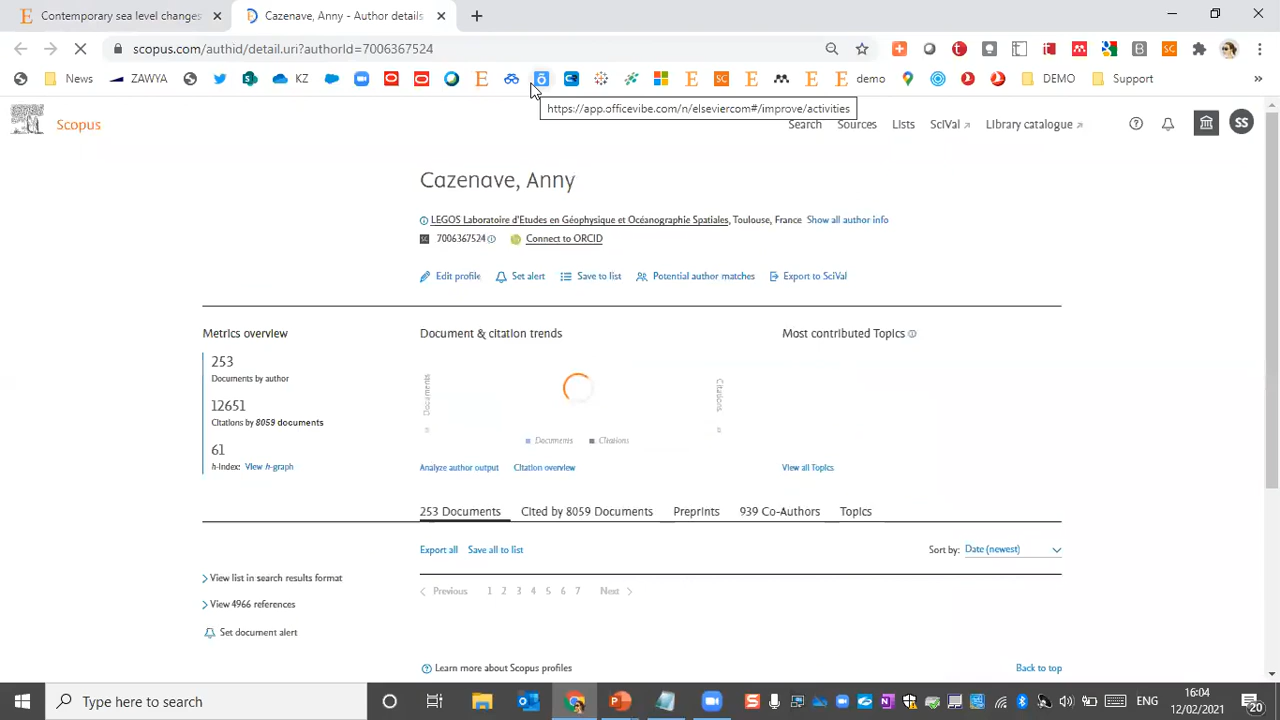 Contemporary sea level changes
Cazenave, Anny - Author details
scopus.com/authid/detail.uri?authorId=7006367524
News
ZAWYA
KZ
demo
DEMO
Support
https://app.officevibe.com/n/elseviercom#/improve/activities
Scopus
Search Sources Lists SciVal Library catalogue
SS
Cazenave, Anny
LEGOS Laboratoire d'Etudes en Géophysique et Océanographie Spatiales, Toulouse, France Show all author info
SC 7006367524 Connect to ORCID
Edit profile Set alert Save to list Potential author matches Export to SciVal
Metrics overview
253
Documents by author
12651
Citations by 8059 documents
61
h-index: View h-graph
Document & citation trends
Documents
Citations
Documents Citations
Analyze author output Citation overview
Most contributed Topics
View all Topics
253 Documents Cited by 8059 Documents Preprints 939 Co-Authors Topics
Export all Save all to list
Sort by: Date (newest)
View list in search results format
Previous 1 2 3 4 5 6 7 Next
View 4966 references
Set document alert
Learn more about Scopus profiles
Back to top
Type here to search
ENG
16:04
12/02/2021
20